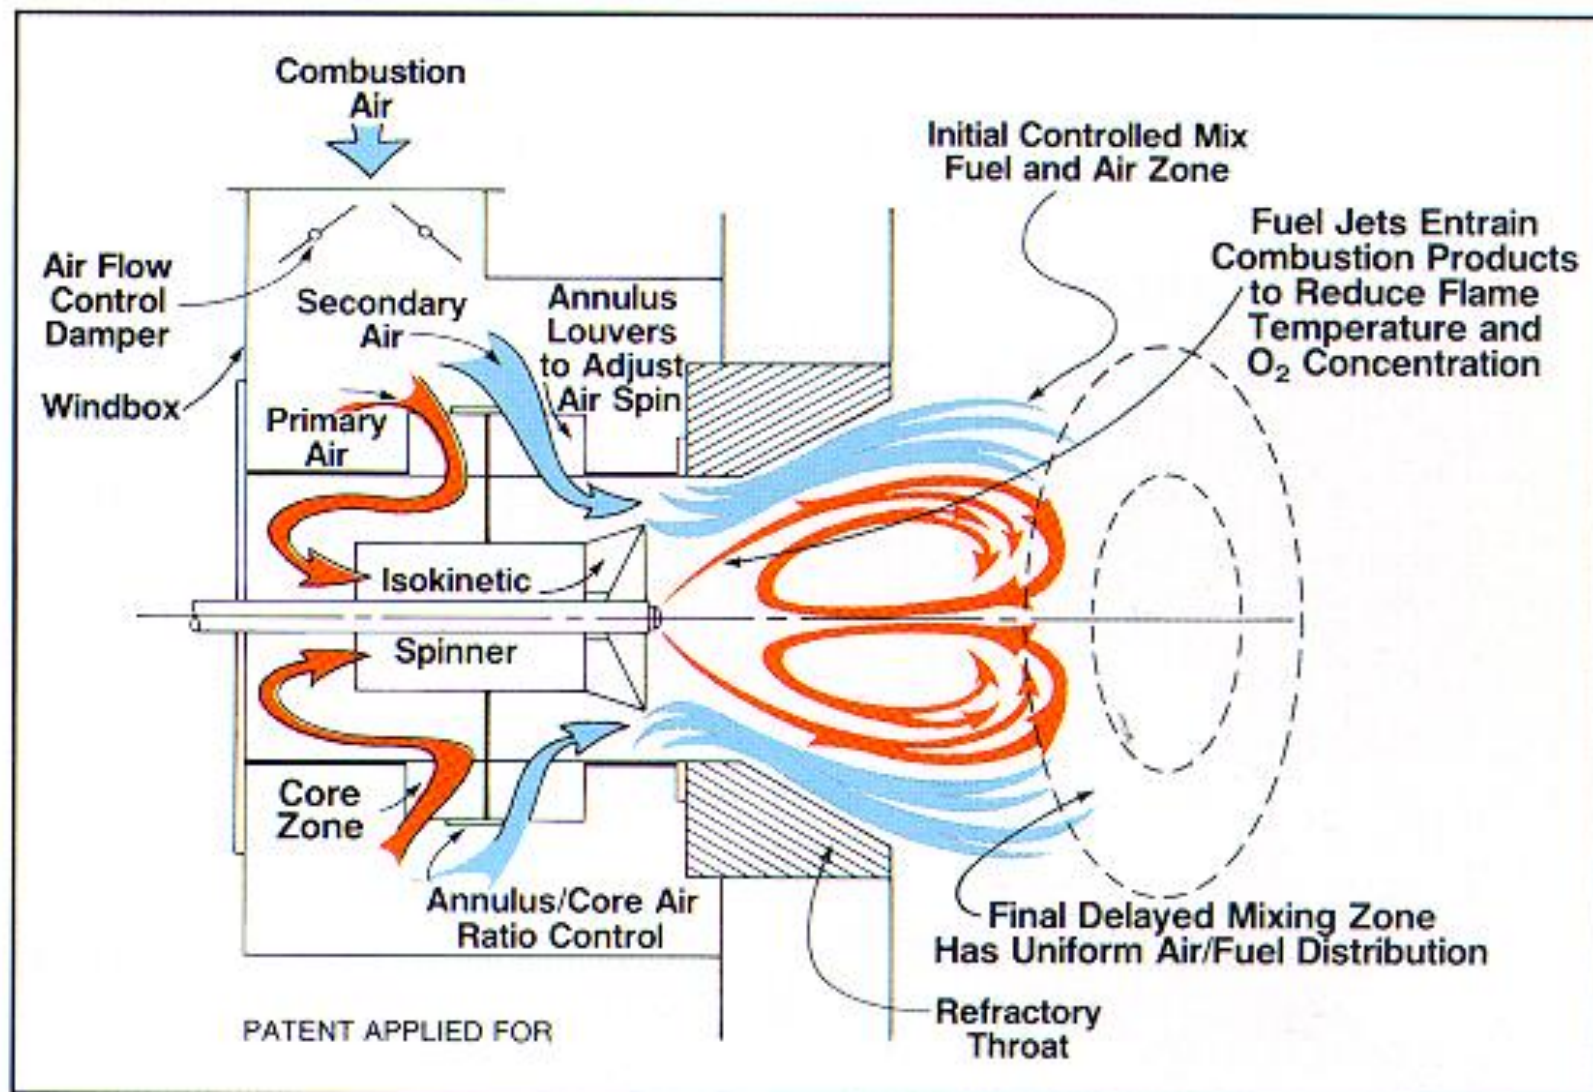 Combustion
Air
Initial Controlled Mix
Fuel and Air Zone
Fuel Jets Entrain
Combustion Products
to Reduce Flame
Temperature and
O₂ Concentration
Air Flow
Control
Damper
Secondary
Air
Annulus
Louvers
to Adjust
Air Spin
Windbox
Primary
Air
Isokinetic
Spinner
Core
Zone
Annulus/Core Air
Ratio Control
Final Delayed Mixing Zone
Has Uniform Air/Fuel Distribution
Refractory
Throat
PATENT APPLIED FOR